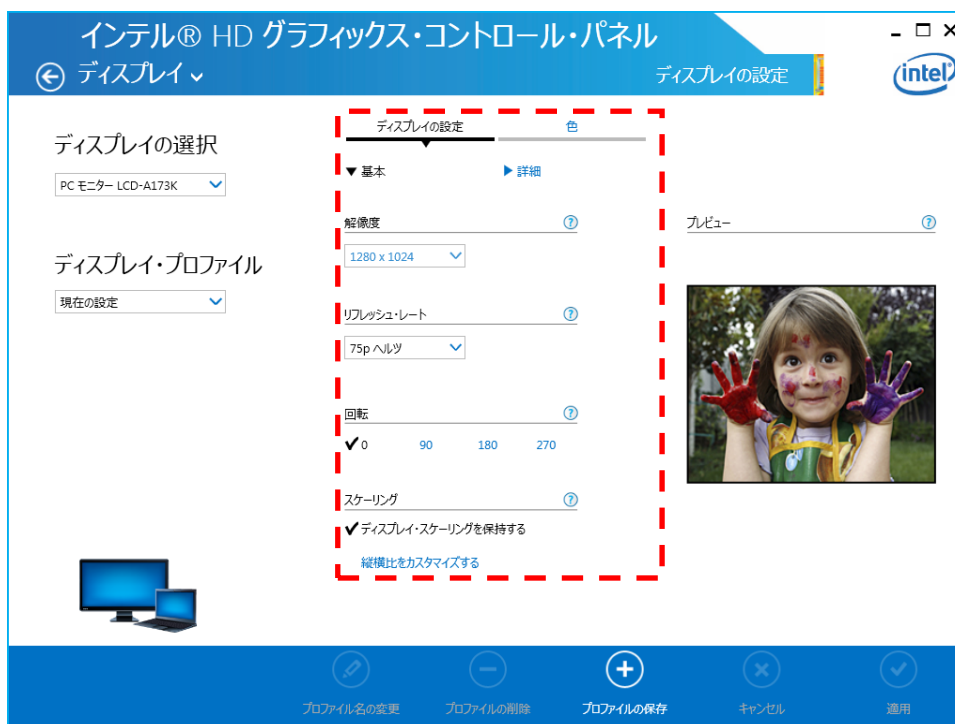 インテル® HD グラフィックス・コントロール・パネル
ディスプレイ
ディスプレイの設定
intel
ディスプレイの選択
PC モニター LCD-A173K
ディスプレイ・プロファイル
現在の設定
ディスプレイの設定 色
▼ 基本 ▶ 詳細
解像度 ?
1280 x 1024
リフレッシュ・レート ?
75p ヘルツ
回転 ?
✔ 0 90 180 270
スケーリング ?
✔ ディスプレイ・スケーリングを保持する
縦横比をカスタマイズする
プレビュー ?
プロファイル名の変更 プロファイルの削除 プロファイルの保存 キャンセル 適用